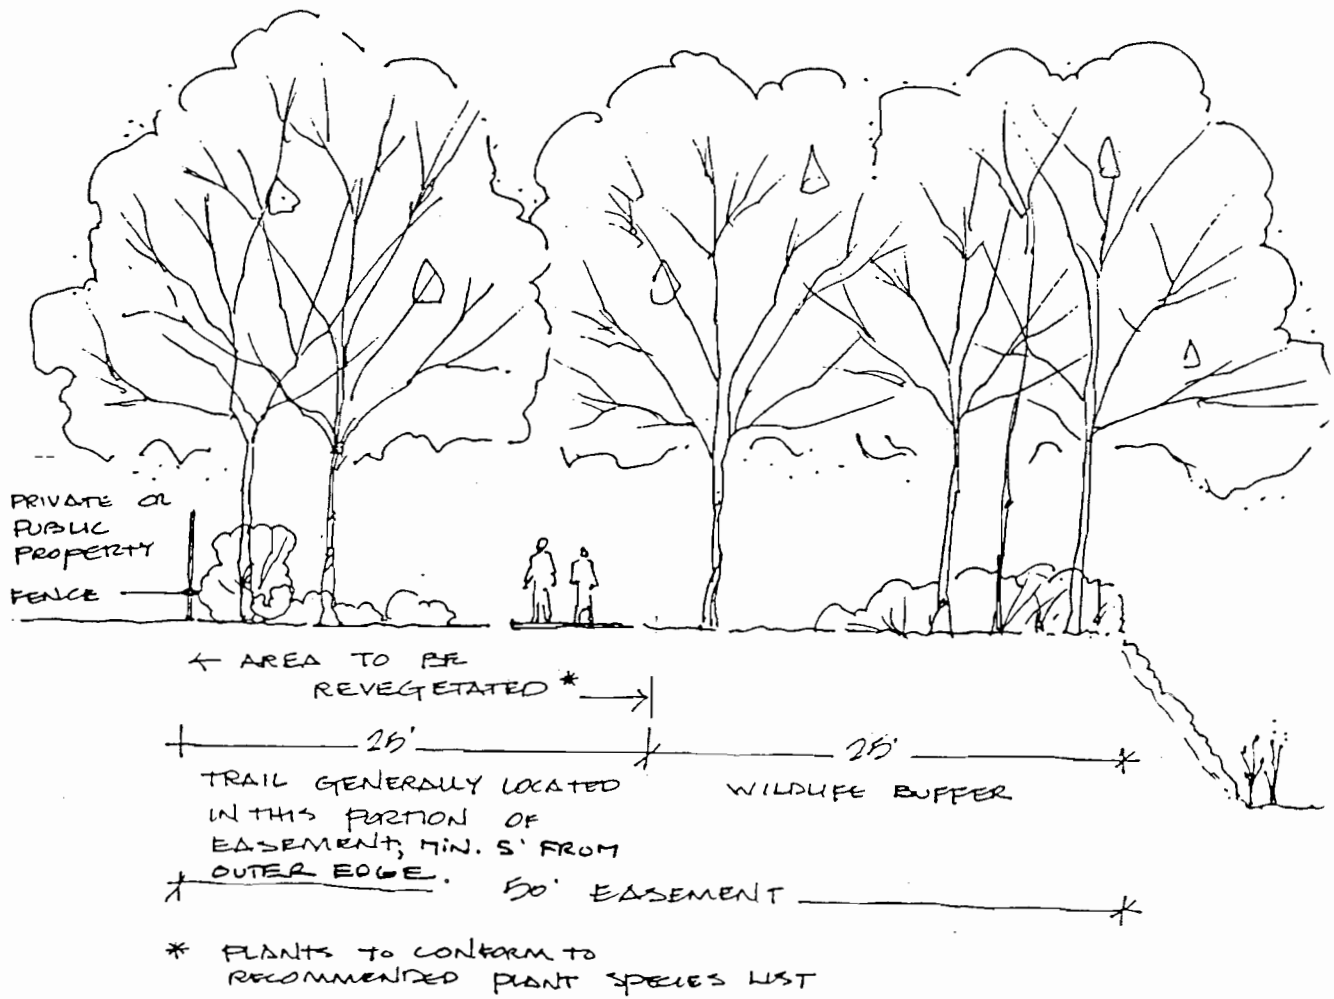 PRIVATE OR
PUBLIC
PROPERTY
FENCE
← AREA TO BE
REVEGETATED *
25'
25'
TRAIL GENERALLY LOCATED
IN THIS PORTION OF
EASEMENT, MIN. 5' FROM
OUTER EDGE.
WILDLIFE BUFFER
50' EASEMENT
* PLANTS TO CONFORM TO
RECOMMENDED PLANT SPECIES LIST